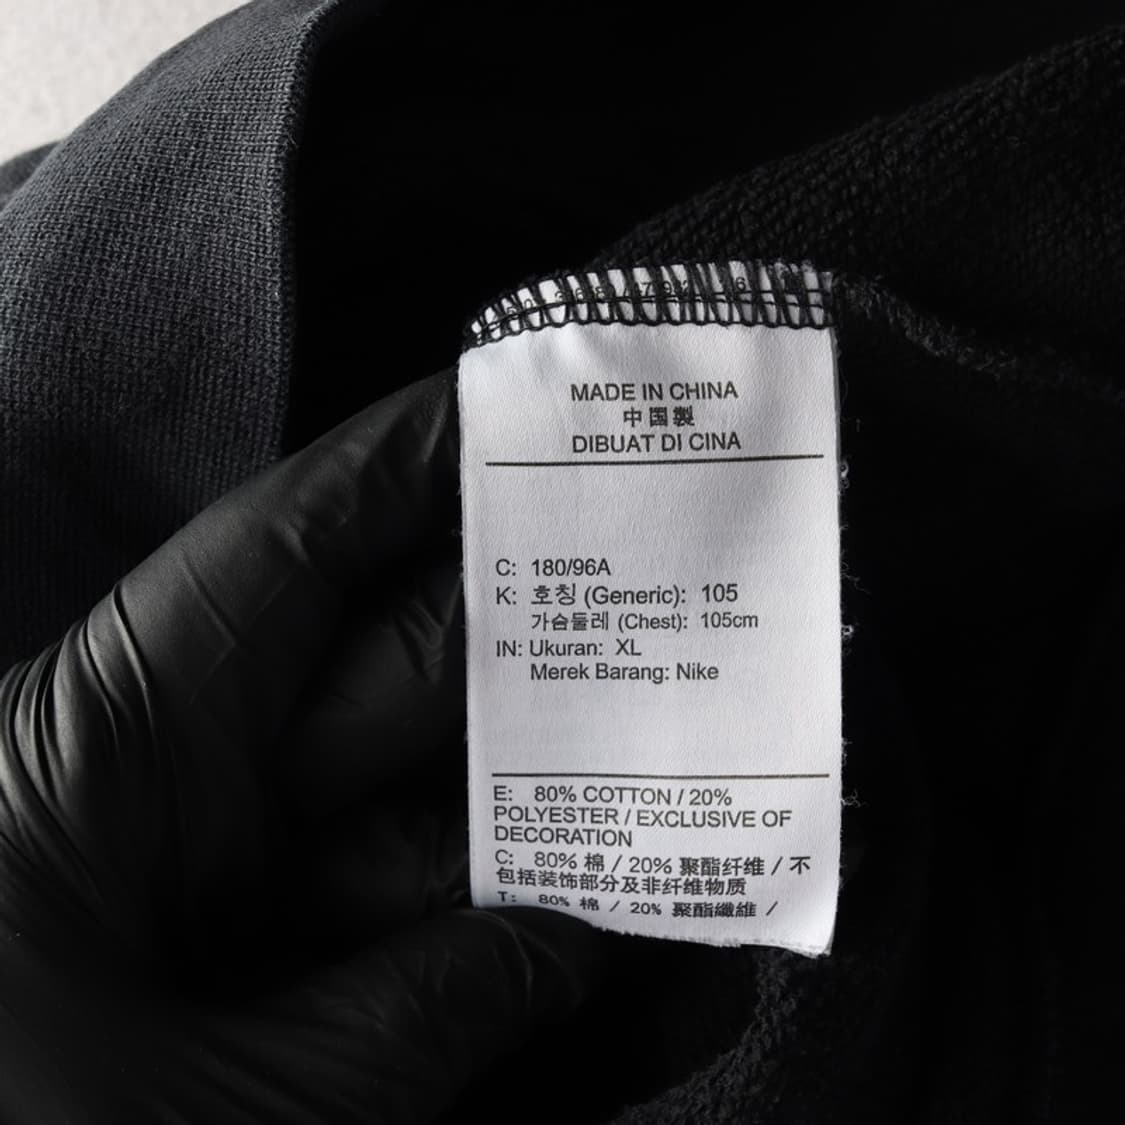 MADE IN CHINA
中国製
DIBUAT DI CINA
C: 180/96A
K: 호칭 (Generic): 105
가슴둘레 (Chest): 105cm
IN: Ukuran: XL
Merek Barang: Nike
E: 80% COTTON / 20%
POLYESTER / EXCLUSIVE OF
DECORATION
C: 80% 棉 / 20% 聚酯纤维 / 不
包括装饰部分及非纤维物质
T: 80% 棉 / 20% 聚酯纖維 /